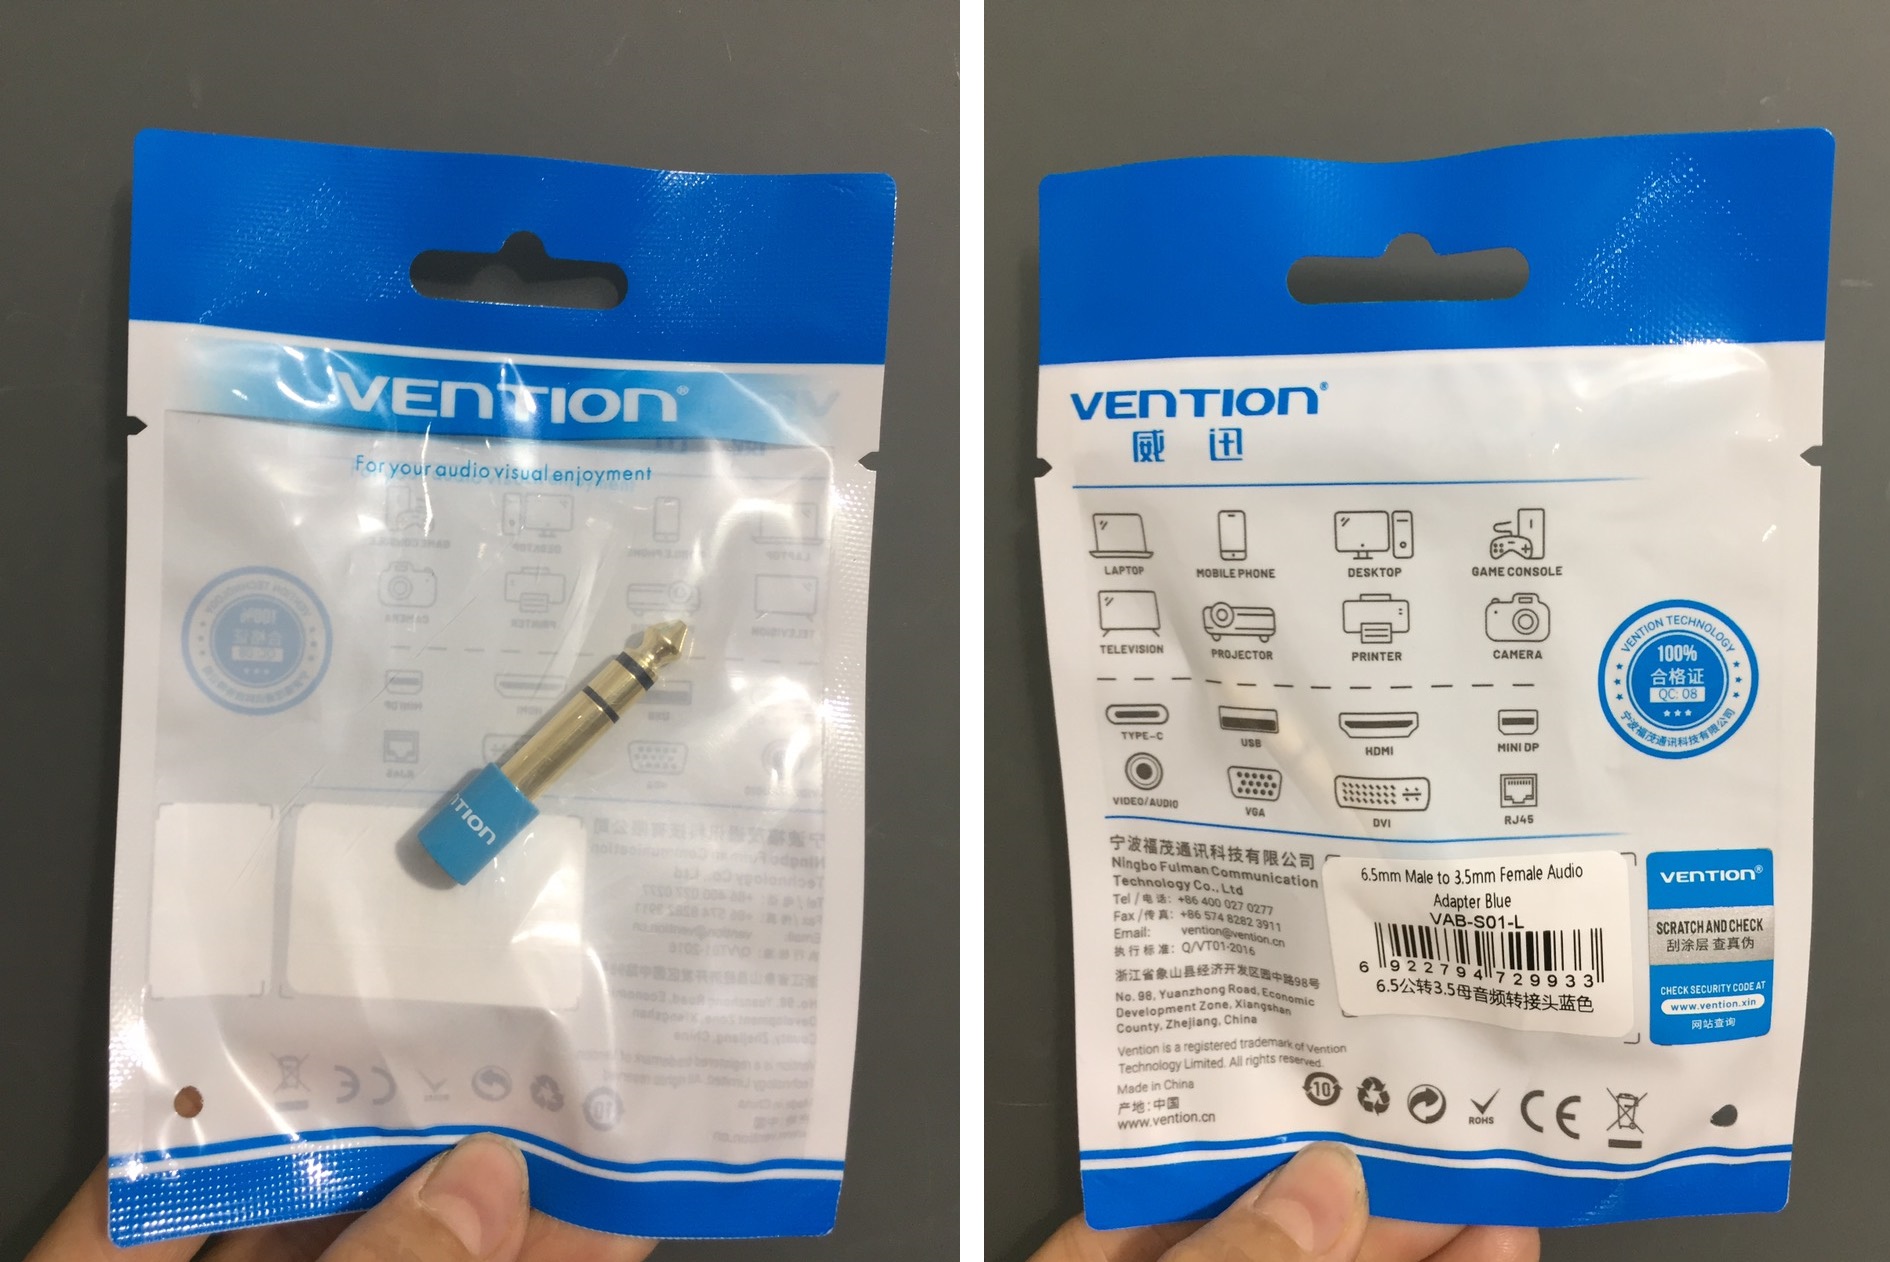 VENTION®
For your audio visual enjoyment
NTION
VENTION®
威 迅
LAPTOP
MOBILE PHONE
DESKTOP
GAME CONSOLE
TELEVISION
PROJECTOR
PRINTER
CAMERA
TYPE-C
USB
HDMI
MINI DP
VIDEO/AUDIO
VGA
DVI
RJ45
VENTION TECHNOLOGY
100%
合格证
QC: 08
宁波福茂通讯科技有限公司
宁波福茂通讯科技有限公司
Ningbo Fulman Communication
Technology Co., Ltd
Tel / 电话: +86 400 027 0277
Fax / 传真: +86 574 8282 3911
Email: vention@vention.cn
执行标准: Q/VT01-2016
浙江省象山县经济开发区园中路98号
No. 98, Yuanzhong Road, Economic
Development Zone, Xiangshan
County, Zhejiang, China
Vention is a registered trademark of Vention
Technology Limited. All rights reserved.
Made in China
产地: 中国
www.vention.cn
6.5mm Male to 3.5mm Female Audio
Adapter Blue
VAB-S01-L
6 922794 729933
6.5公转3.5母音频转接头蓝色
VENTION®
SCRATCH AND CHECK
刮涂层 查真伪
CHECK SECURITY CODE AT
www.vention.xin
网站查询
10
ROHS
CE